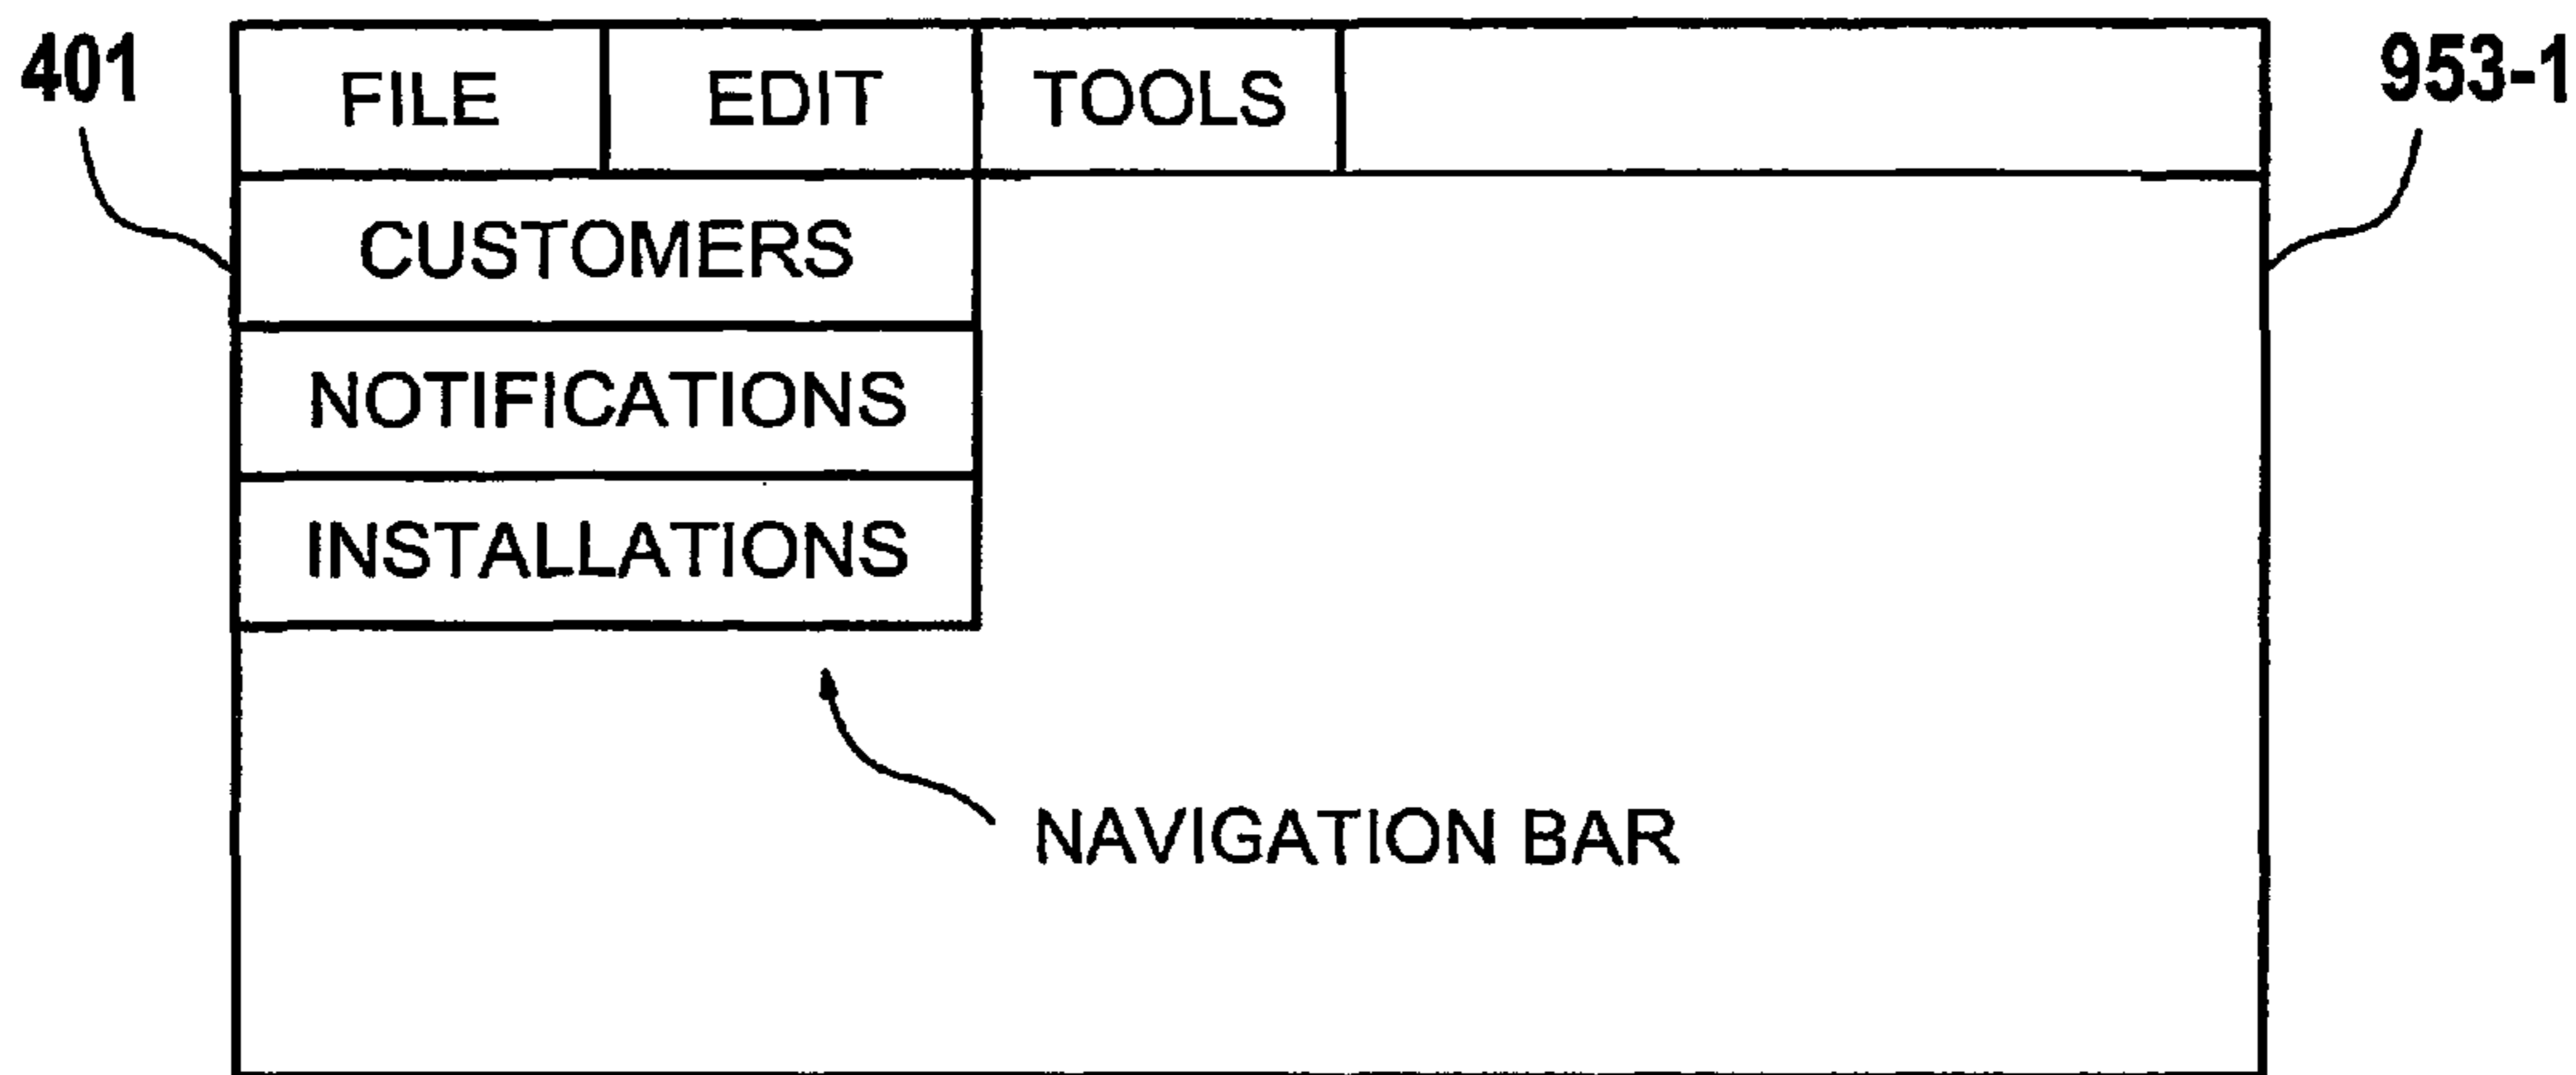 401 FILE EDIT TOOLS 953-1
CUSTOMERS
NOTIFICATIONS
INSTALLATIONS
NAVIGATION BAR